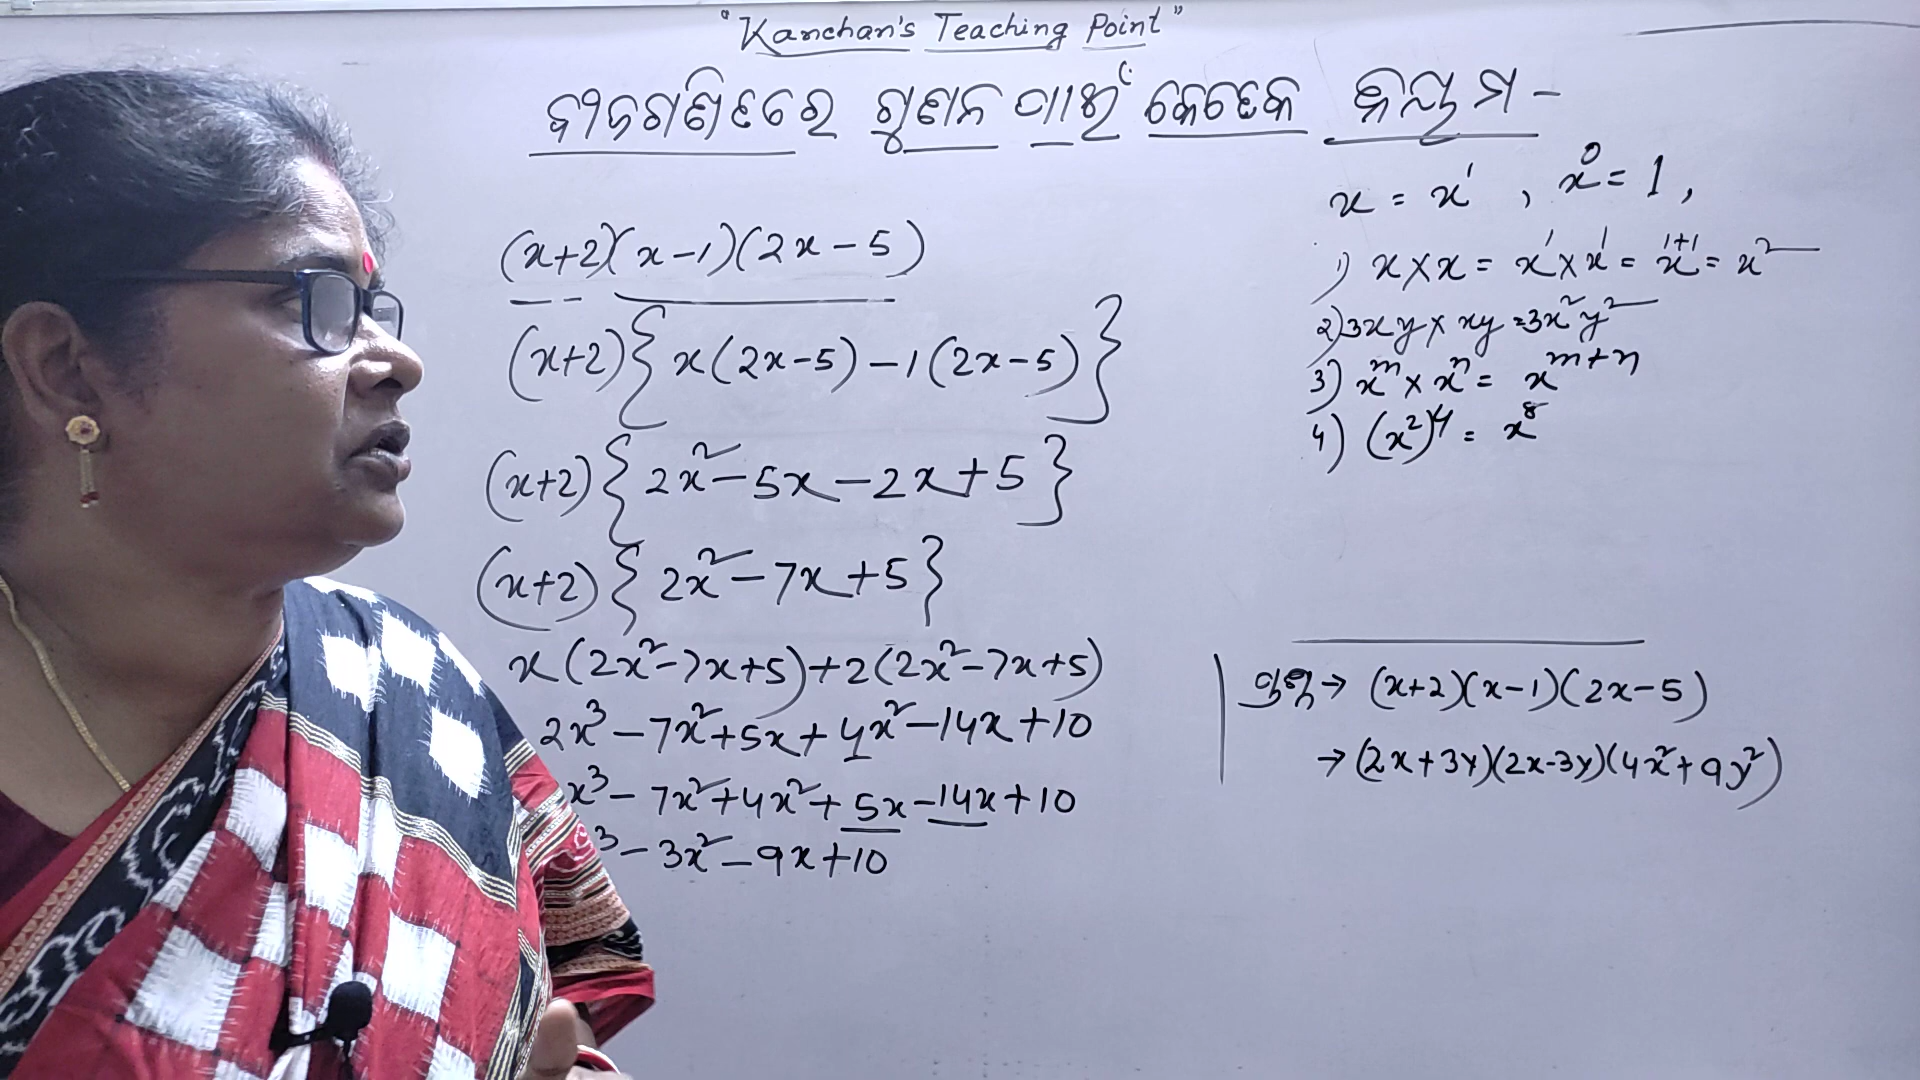 "Kanchan's Teaching Point"
ବୀଜଗଣିତରେ ଗୁଣନ ପାଇଁ କେତେକ ନିୟମ -
(x+2)(x-1)(2x-5)
(x+2){x(2x-5)-1(2x-5)}
(x+2){2x²-5x-2x+5}
(x+2){2x²-7x+5}
x(2x²-7x+5)+2(2x²-7x+5)
2x³-7x²+5x+4x²-14x+10
x³-7x²+4x²+5x-14x+10
³-3x²-9x+10
x = x¹ , x⁰ = 1 ,
1) x×x = x¹×x¹ = x¹⁺¹ = x²
2) 3xy×xy=3x²y²
3) xᵐ×xⁿ = xᵐ⁺ⁿ
4) (x²)⁴ = x⁸
→ (x+2)(x-1)(2x-5)
→ (2x+3y)(2x-3y)(4x²+9y²)